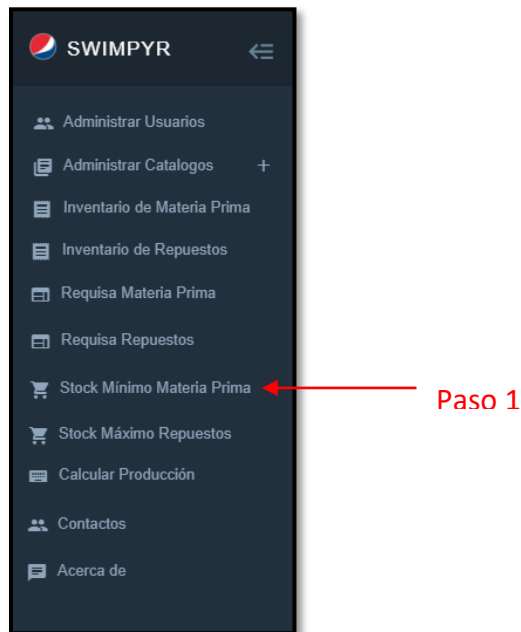 SWIMPYR
Administrar Usuarios
Administrar Catalogos +
Inventario de Materia Prima
Inventario de Repuestos
Requisa Materia Prima
Requisa Repuestos
Stock Mínimo Materia Prima
Paso 1
Stock Máximo Repuestos
Calcular Producción
Contactos
Acerca de